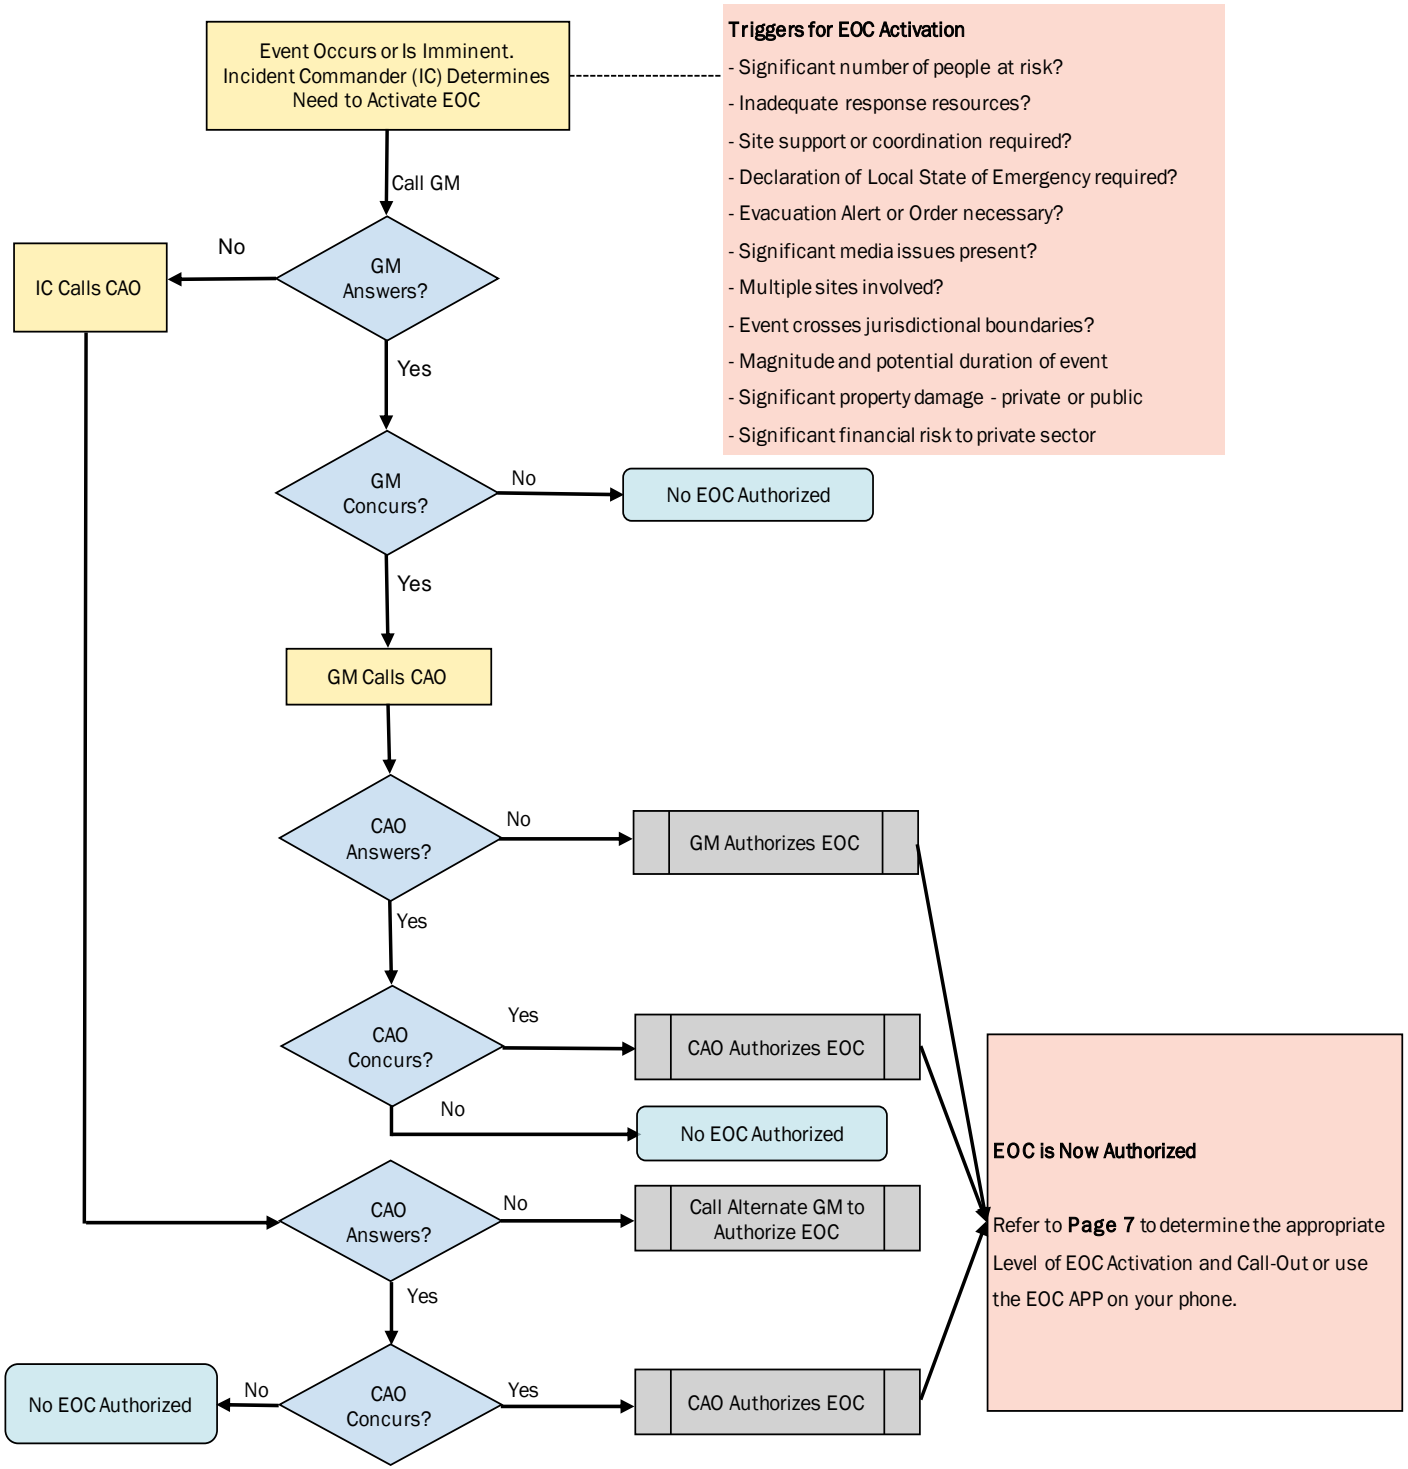 Event Occurs or Is Imminent.
Incident Commander (IC) Determines
Need to Activate EOC
Triggers for EOC Activation
- Significant number of people at risk?
- Inadequate response resources?
- Site support or coordination required?
- Declaration of Local State of Emergency required?
- Evacuation Alert or Order necessary?
- Significant media issues present?
- Multiple sites involved?
- Event crosses jurisdictional boundaries?
- Magnitude and potential duration of event
- Significant property damage - private or public
- Significant financial risk to private sector
Call GM
GM
Answers?
No
IC Calls CAO
Yes
GM
Concurs?
No
No EOC Authorized
Yes
GM Calls CAO
CAO
Answers?
No
GM Authorizes EOC
Yes
CAO
Concurs?
Yes
CAO Authorizes EOC
No
No EOC Authorized
CAO
Answers?
No
Call Alternate GM to
Authorize EOC
Yes
CAO
Concurs?
No
No EOC Authorized
Yes
CAO Authorizes EOC
EOC is Now Authorized
Refer to Page 7 to determine the appropriate
Level of EOC Activation and Call-Out or use
the EOC APP on your phone.